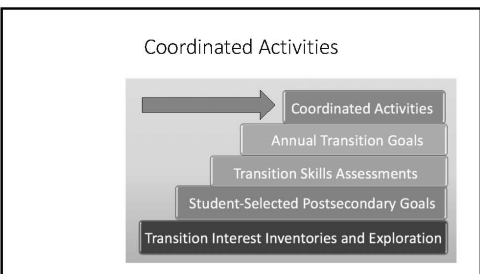 Coordinated Activities
Coordinated Activities
Annual Transition Goals
Transition Skills Assessments
Student-Selected Postsecondary Goals
Transition Interest Inventories and Exploration